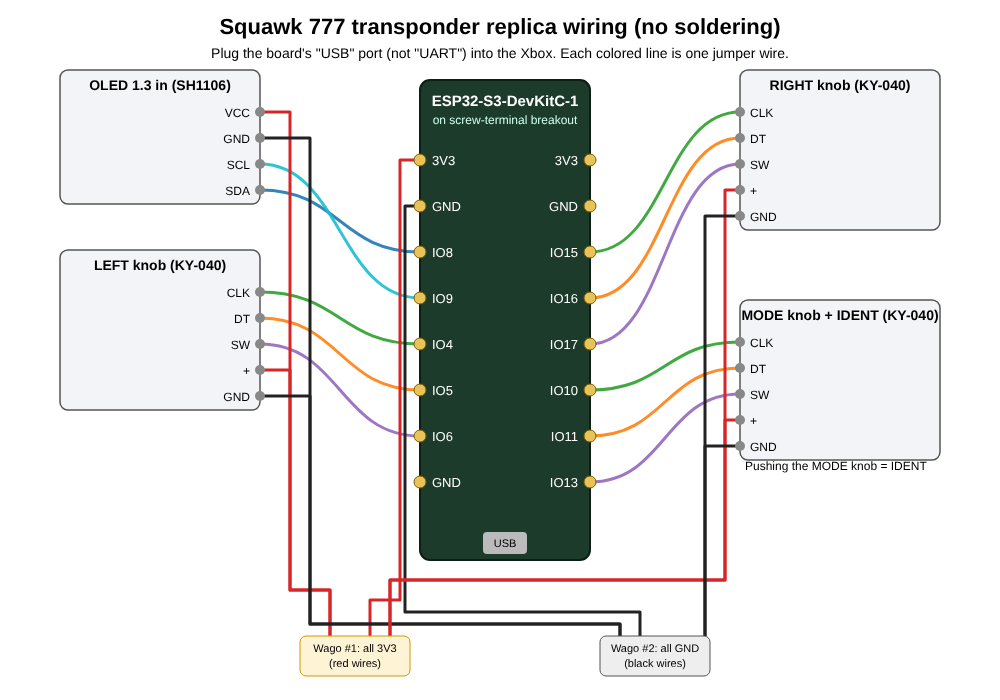 Squawk 777 transponder replica wiring (no soldering)
Plug the board's "USB" port (not "UART") into the Xbox. Each colored line is one jumper wire.
OLED 1.3 in (SH1106)
VCC
GND
SCL
SDA
LEFT knob (KY-040)
CLK
DT
SW
+
GND
ESP32-S3-DevKitC-1
on screw-terminal breakout
3V3
GND
IO8
IO9
IO4
IO5
IO6
GND
3V3
GND
IO15
IO16
IO17
IO10
IO11
IO13
USB
RIGHT knob (KY-040)
CLK
DT
SW
+
GND
MODE knob + IDENT (KY-040)
CLK
DT
SW
+
GND
Pushing the MODE knob = IDENT
Wago #1: all 3V3
(red wires)
Wago #2: all GND
(black wires)